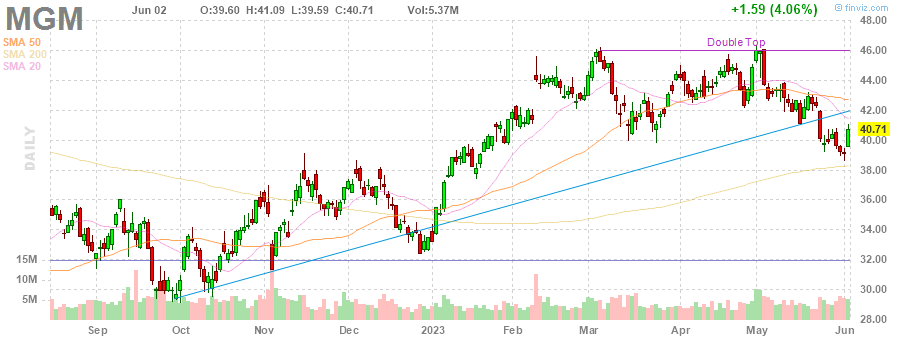 MGM Jun 02 O:39.60 H:41.09 L:39.59 C:40.71 Vol:5.37M +1.59 (4.06%) © finviz.com
SMA 50
SMA 200
SMA 20
Double Top
DAILY
48.00
46.00
44.00
42.00
40.71
40.00
38.00
36.00
34.00
15M 32.00
10M 30.00
5M
28.00
Sep Oct Nov Dec 2023 Feb Mar Apr May Jun